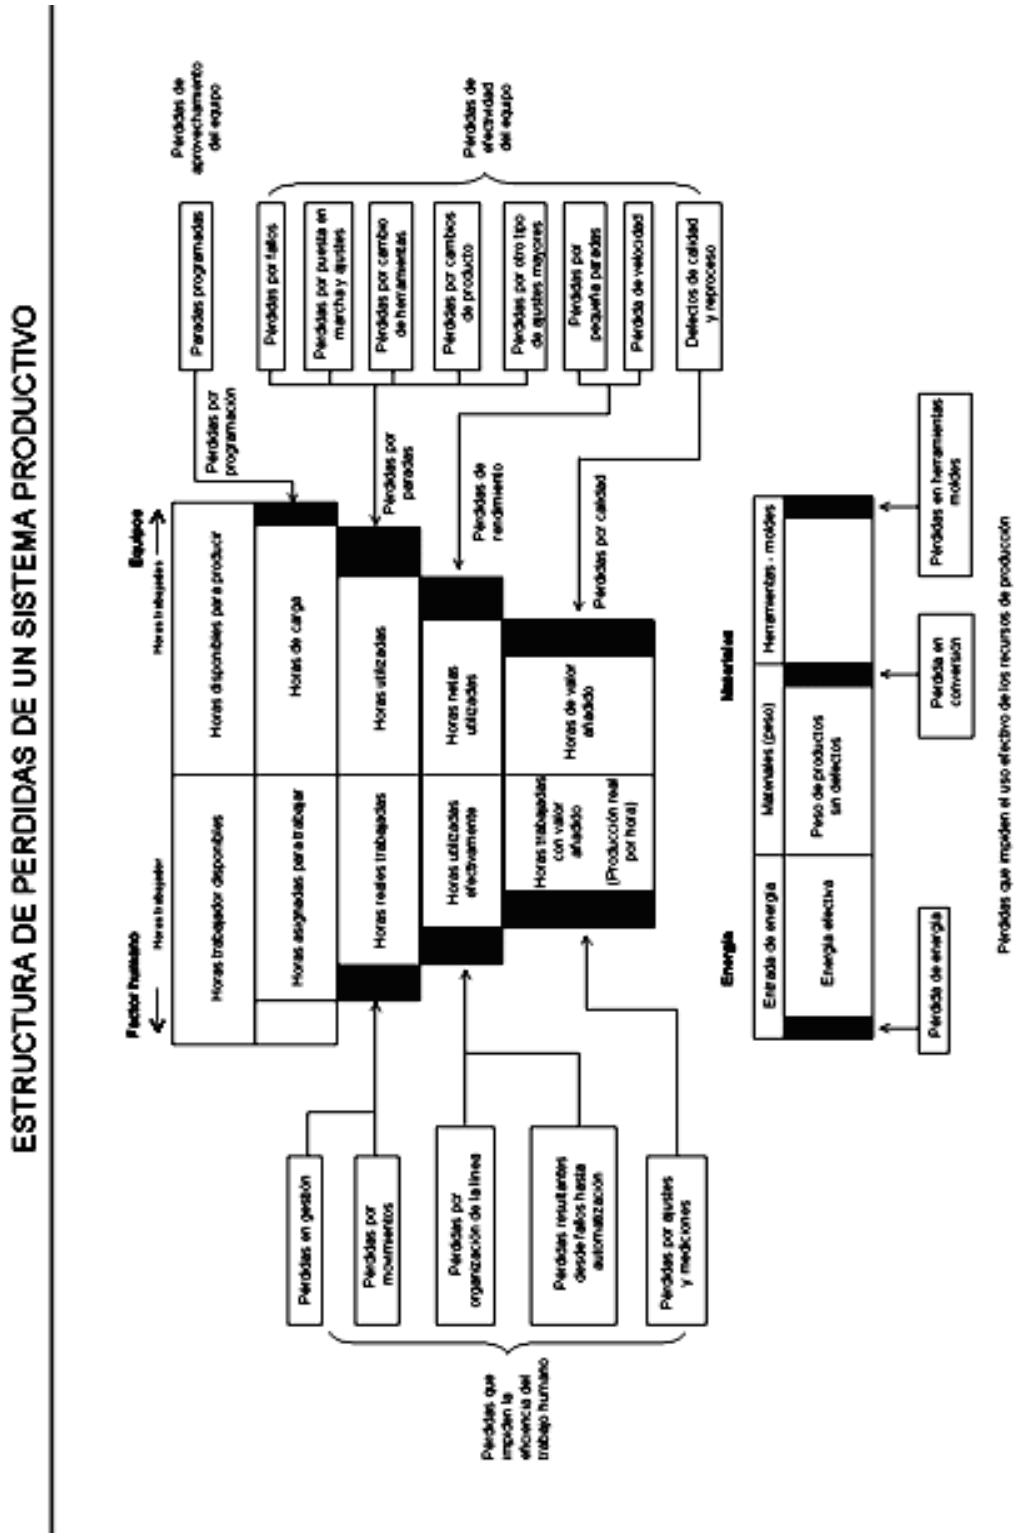 ESTRUCTURA DE PERDIDAS DE UN SISTEMA PRODUCTIVO
Factor humano
Horas trabajador
Equipos
Horas trabajadas
Horas trabajador disponibles
Horas disponibles para producir
Horas asignadas para trabajar
Horas de carga
Horas reales trabajadas
Horas utilizadas
Horas utilizadas
efectivamente
Horas netas
utilizadas
Horas trabajadas
con valor
añadido
(Producción real
por hora)
Horas de valor
añadido
Pérdidas que
impiden la
eficiencia del
trabajo humano
Pérdidas en gestión
Pérdidas por
movimientos
Pérdidas por
organización de la línea
Pérdidas resultantes
desde fallos hasta
automatización
Pérdidas por ajustes
y mediciones
Pérdidas por
programación
Pérdidas por
paradas
Pérdidas de
rendimiento
Pérdidas por calidad
Paradas programadas
Pérdidas de
aprovechamento
del equipo
Pérdidas por fallos
Pérdidas por puesta en
marcha y ajustes
Pérdidas por cambio
de herramientas
Pérdidas por cambios
de producto
Pérdidas por otro tipo
de ajustes mayores
Pérdidas por
pequeña paradas
Pérdida de velocidad
Defectos de calidad
y reproceso
Pérdidas de
efectividad
del equipo
Energía
Materiales
Entrada de energía
Materiales (peso)
Herramientas - moldes
Energía efectiva
Peso de productos
sin defectos
Pérdida de energía
Pérdida en
conversión
Pérdidas en herramientas
moldes
Pérdidas que impiden el uso efectivo de los recursos de producción